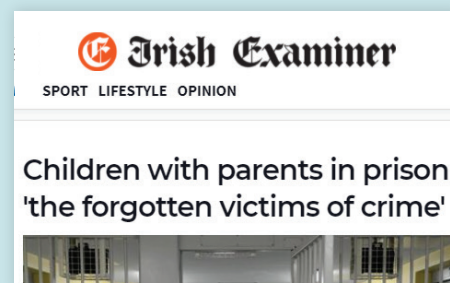 Irish Examiner
SPORT LIFESTYLE OPINION
Children with parents in prison
'the forgotten victims of crime'